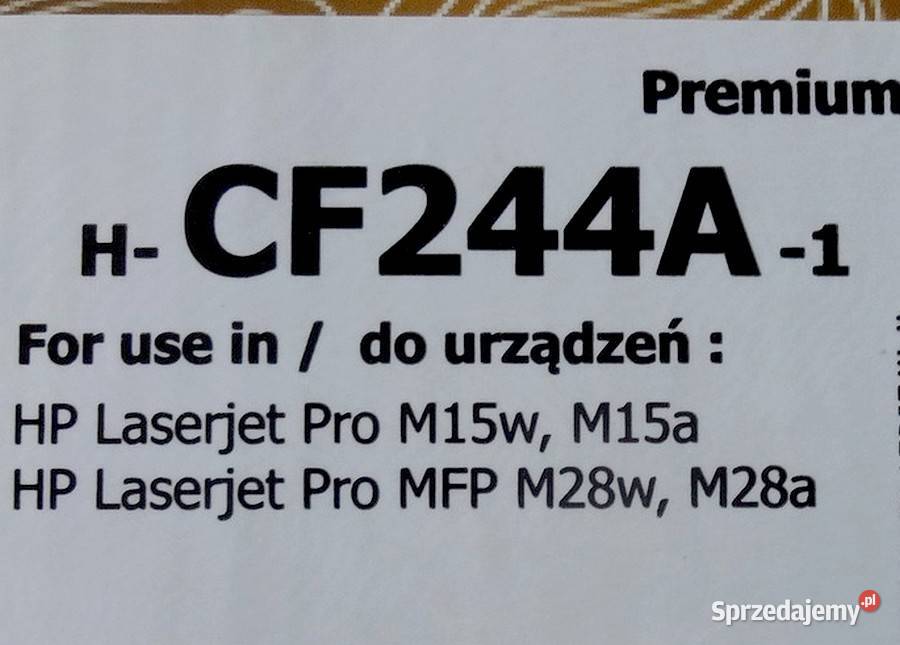 Premium
H- CF244A -1
For use in / do urządzeń :
HP Laserjet Pro M15w, M15a
HP Laserjet Pro MFP M28w, M28a
Sprzedajemy.pl